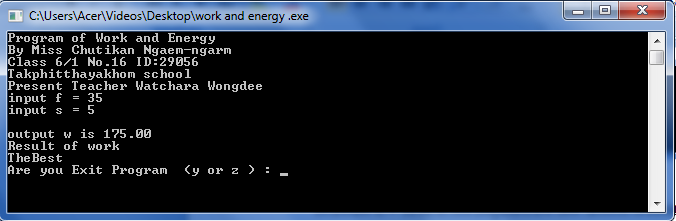 C:\Users\Acer\Videos\Desktop\work and energy .exe
Program of Work and Energy
By Miss Chutikan Ngaem-ngarm
Class 6/1 No.16 ID:29056
Takphitthayakhom school
Present Teacher Watchara Wongdee
input f = 35
input s = 5
output w is 175.00
Result of work
TheBest
Are you Exit Program  (y or z ) : _